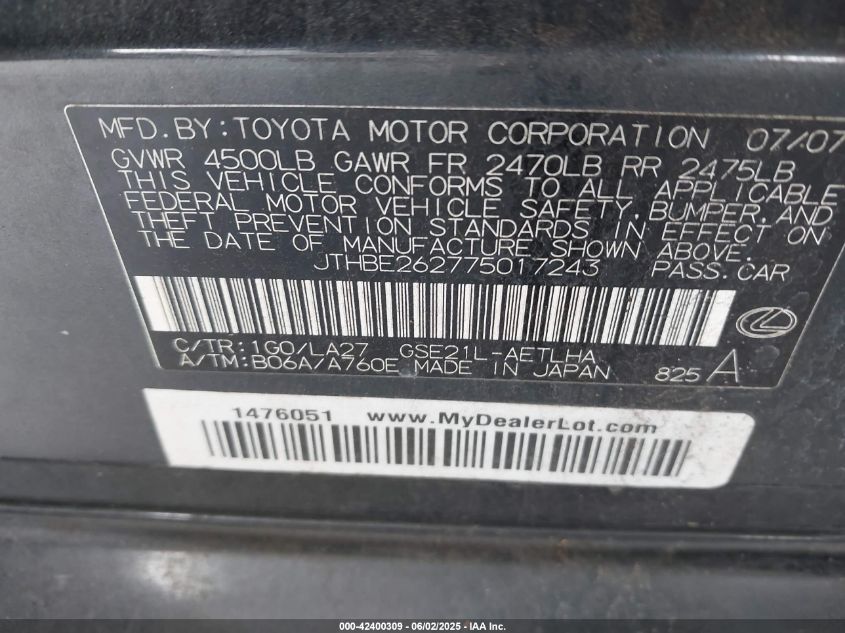 MFD.BY:TOYOTA MOTOR CORPORATION 07/07
GVWR 4500LB GAWR FR 2470LB RR 2475LB
THIS VEHICLE CONFORMS TO ALL APPLICABLE
FEDERAL MOTOR VEHICLE SAFETY,BUMPER,AND
THEFT PREVENTION STANDARDS IN EFFECT ON
THE DATE OF MANUFACTURE SHOWN ABOVE.
JTHBE262775017243 PASS.CAR
C/TR:1G0/LA27 GSE21L-AETLHA
A/TM:B06A/A760E MADE IN JAPAN 825 A
1476051 www.MyDealerLot.com
000-42400309 - 06/02/2025 - IAA Inc.